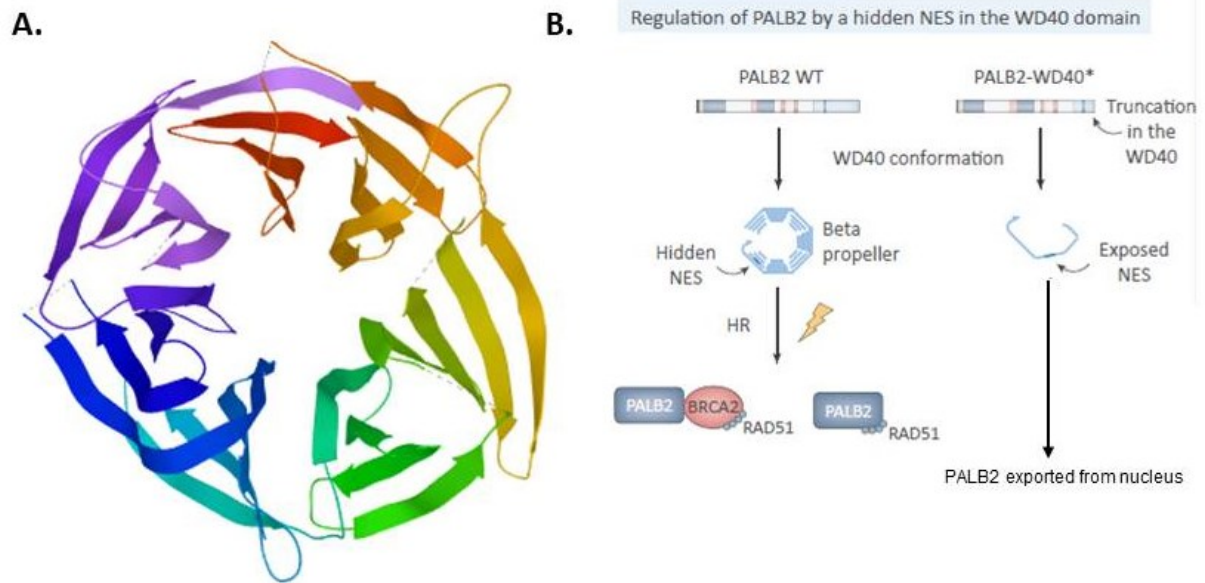 A.
B.
Regulation of PALB2 by a hidden NES in the WD40 domain
PALB2 WT
PALB2-WD40*
Truncation
in the
WD40
WD40 conformation
Hidden
NES
Beta
propeller
Exposed
NES
HR
PALB2
BRCA2
RAD51
PALB2
RAD51
PALB2 exported from nucleus